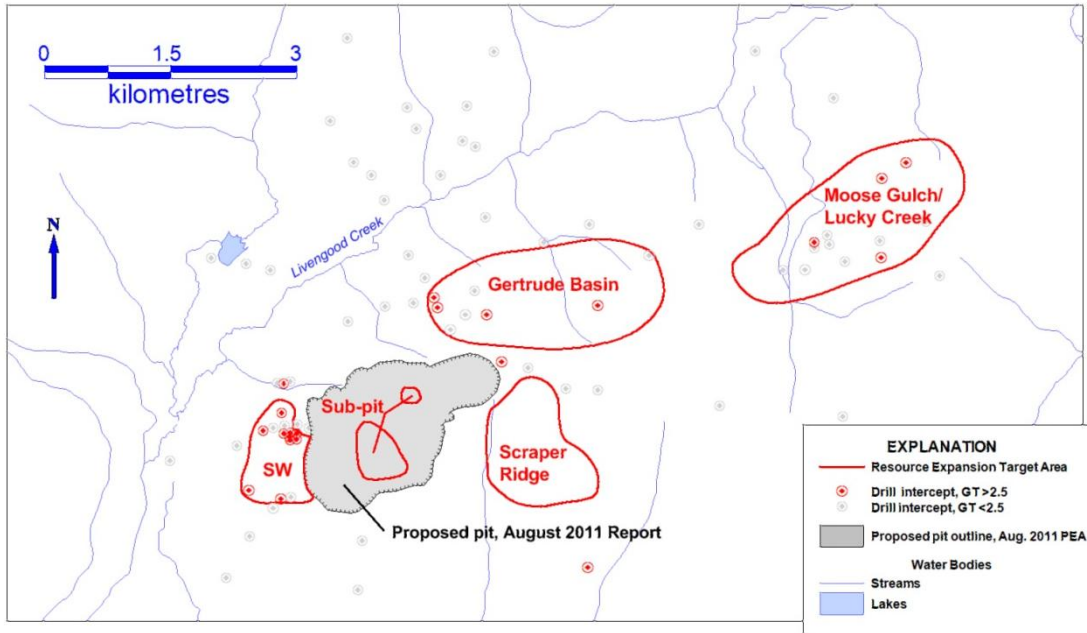 0 1.5 3
kilometres
N
Livengood Creek
Moose Gulch/
Lucky Creek
Gertrude Basin
Sub-pit
SW
Scraper
Ridge
Proposed pit, August 2011 Report
EXPLANATION
Resource Expansion Target Area
Drill intercept, GT>2.5
Drill intercept, GT<2.5
Proposed pit outline, Aug. 2011 PEA
Water Bodies
Streams
Lakes